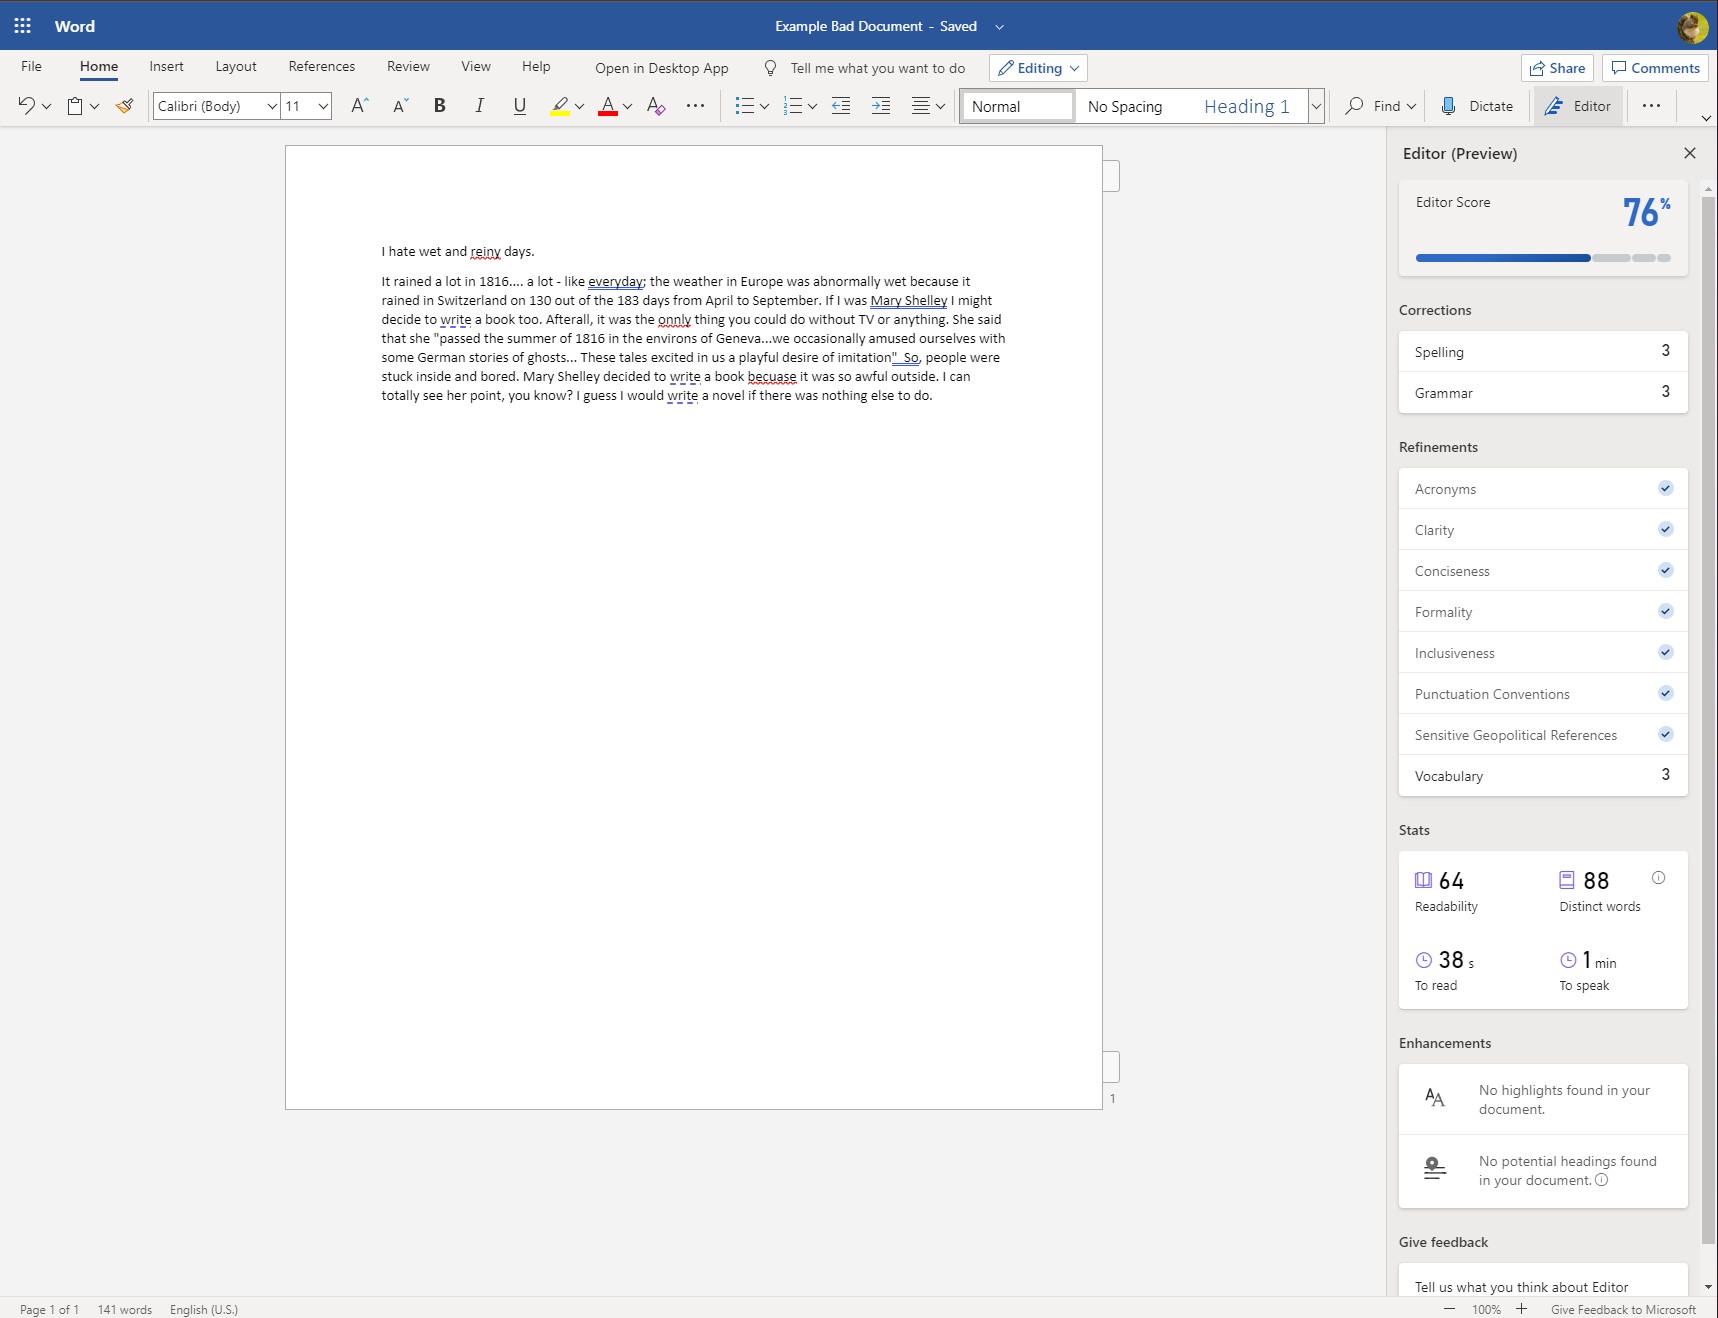 Word
Example Bad Document - Saved
File Home Insert Layout References Review View Help Open in Desktop App Tell me what you want to do Editing Share Comments
Calibri (Body) 11 A A B I U A A Normal No Spacing Heading 1 Find Dictate Editor
I hate wet and reiny days.
It rained a lot in 1816.... a lot - like everyday; the weather in Europe was abnormally wet because it
rained in Switzerland on 130 out of the 183 days from April to September. If I was Mary Shelley I might
decide to write a book too. Afterall, it was the onnly thing you could do without TV or anything. She said
that she "passed the summer of 1816 in the environs of Geneva...we occasionally amused ourselves with
some German stories of ghosts... These tales excited in us a playful desire of imitation"  So, people were
stuck inside and bored. Mary Shelley decided to write a book becuase it was so awful outside. I can
totally see her point, you know? I guess I would write a novel if there was nothing else to do.
1
Editor (Preview)
Editor Score
76%
Corrections
Spelling 3
Grammar 3
Refinements
Acronyms
Clarity
Conciseness
Formality
Inclusiveness
Punctuation Conventions
Sensitive Geopolitical References
Vocabulary 3
Stats
64 88
Readability Distinct words
38 s 1 min
To read To speak
Enhancements
No highlights found in your
document.
No potential headings found
in your document.
Give feedback
Tell us what you think about Editor
Page 1 of 1 141 words English (U.S.) 100% Give Feedback to Microsoft